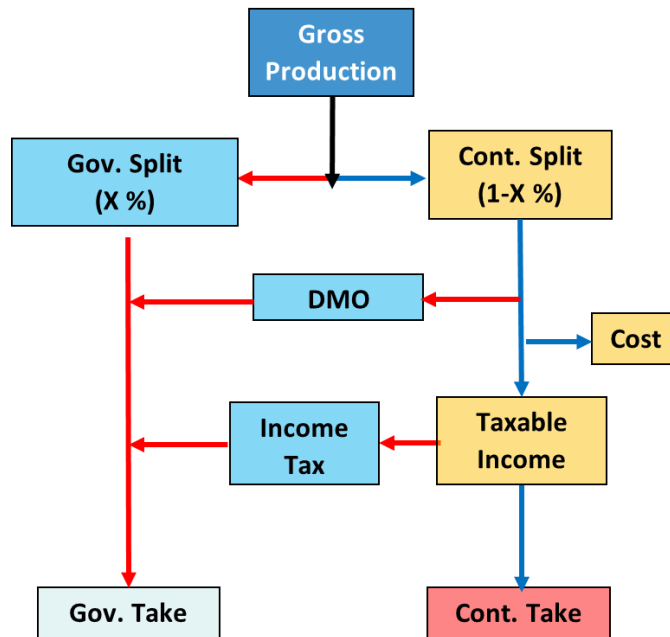 Gross
Production
Gov. Split
(X %)
Cont. Split
(1-X %)
DMO
Cost
Income
Tax
Taxable
Income
Gov. Take
Cont. Take